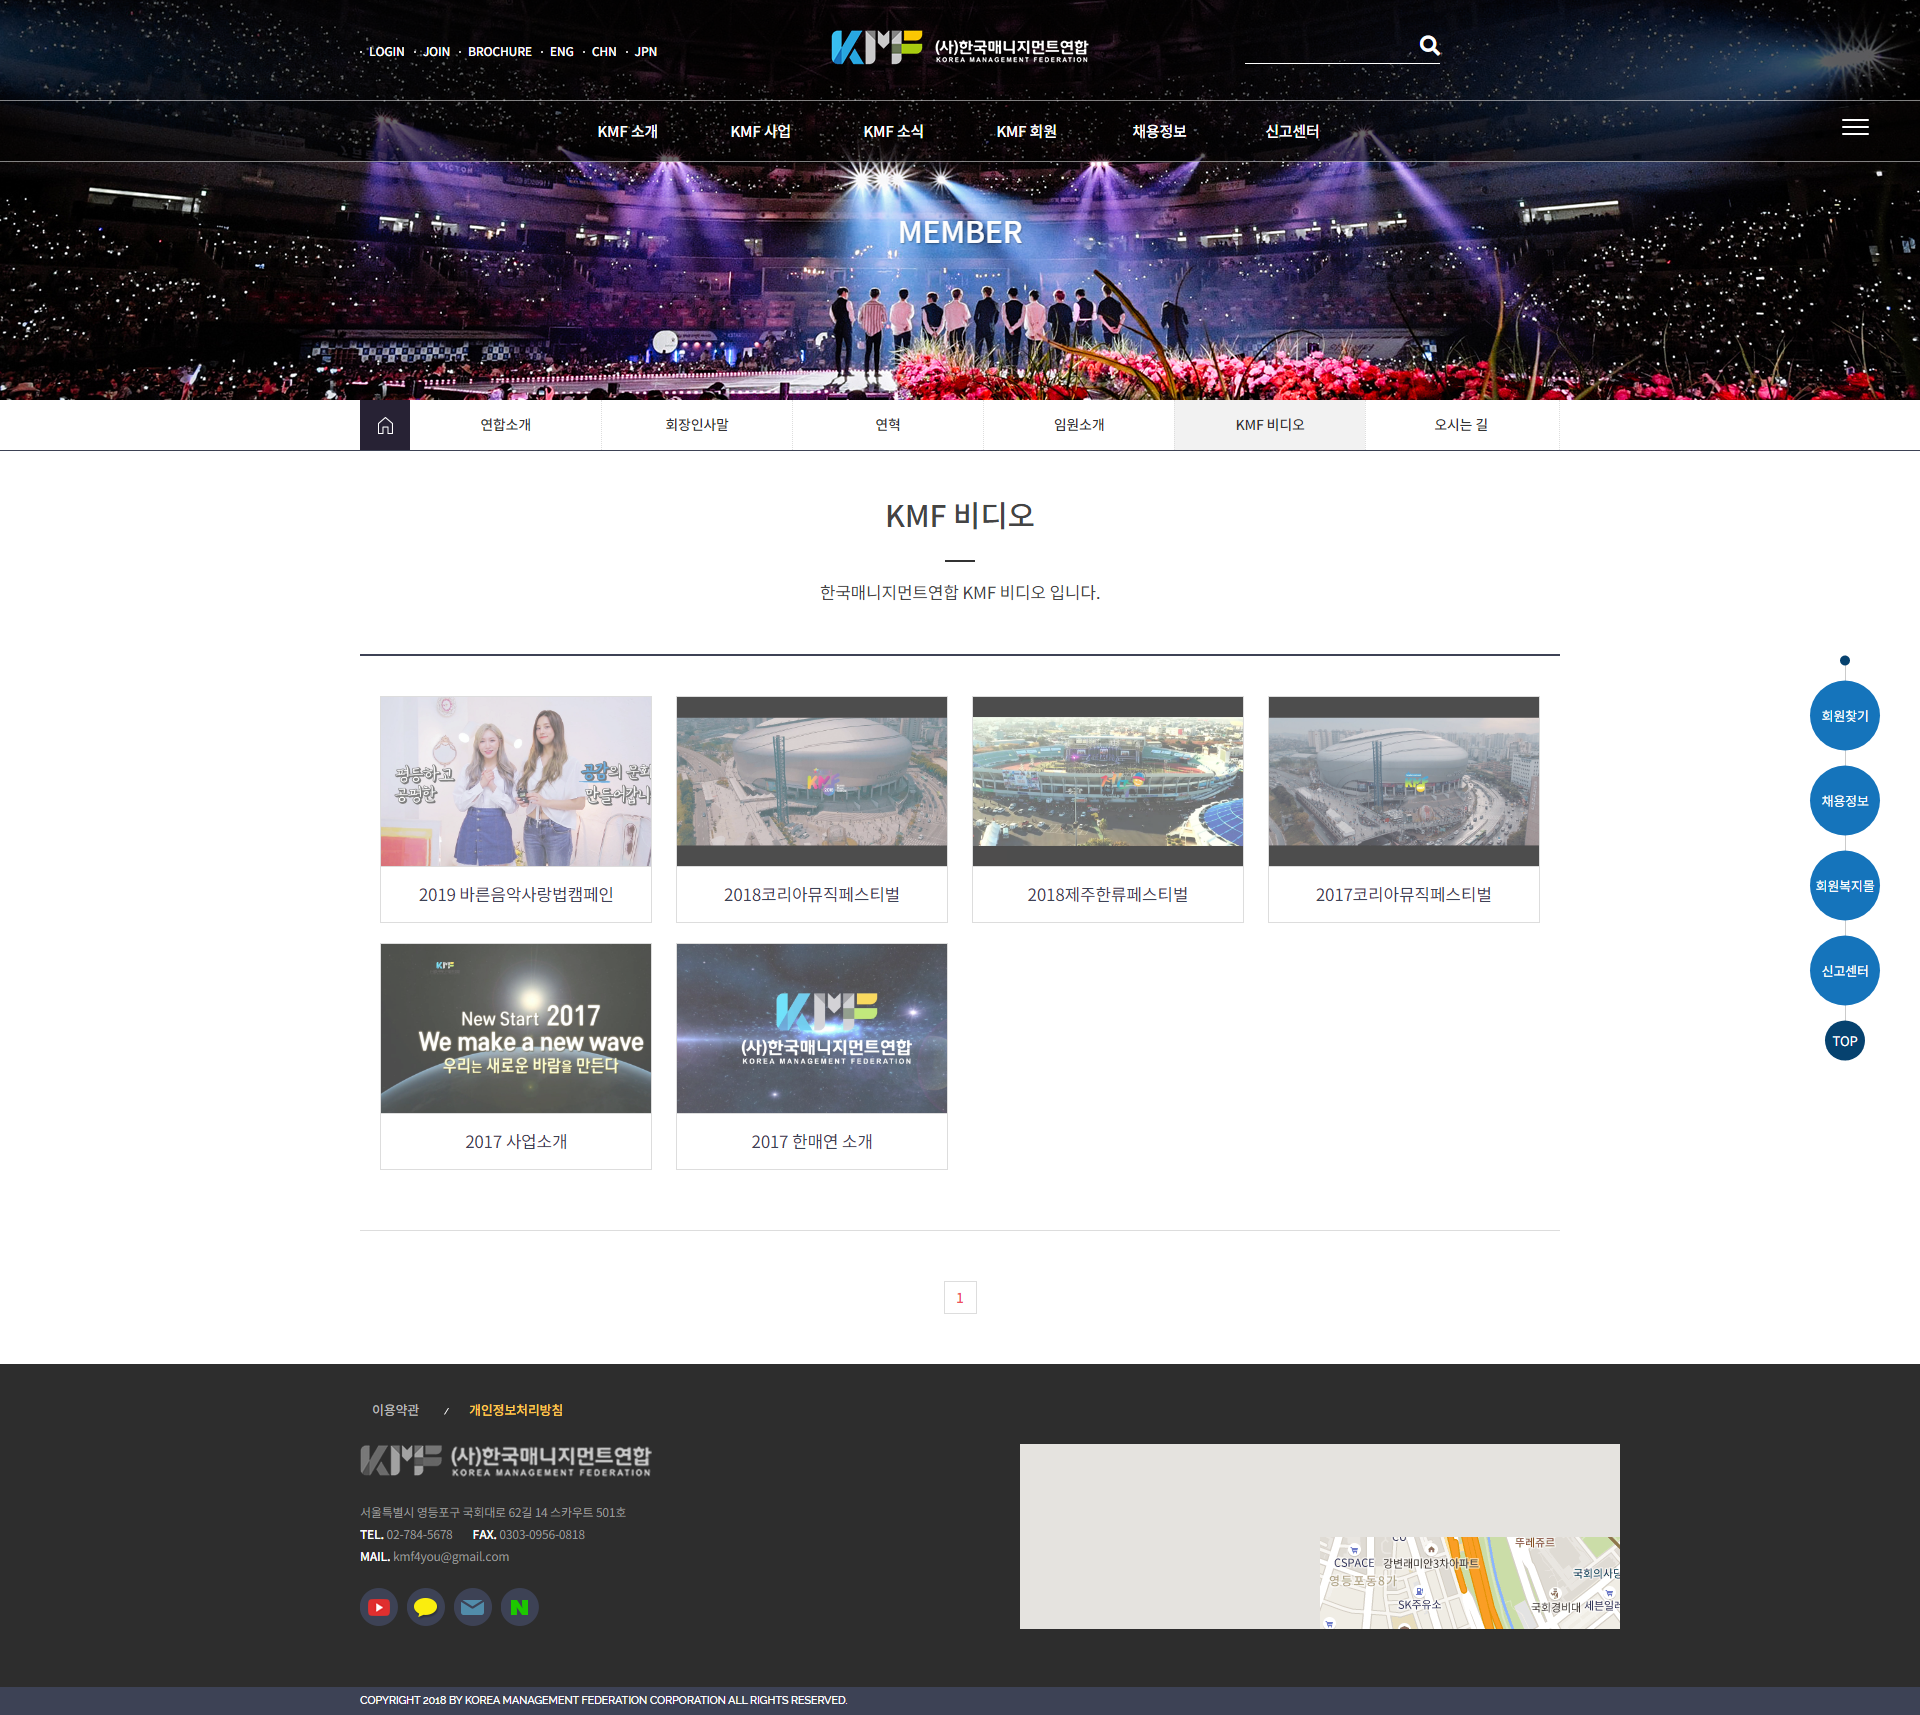 · LOGIN · JOIN · BROCHURE · ENG · CHN · JPN
KMF (사)한국매니지먼트연합
KOREA MANAGEMENT FEDERATION
KMF 소개 KMF 사업 KMF 소식 KMF 회원 채용정보 신고센터
MEMBER
연합소개 회장인사말 연혁 임원소개 KMF 비디오 오시는 길
KMF 비디오
한국매니지먼트연합 KMF 비디오 입니다.
회원찾기
채용정보
회원복지몰
신고센터
TOP
평등하고 공감의 문화
공평한 만들어갑니
KMF
KMF
2019 바른음악사랑법캠페인 2018코리아뮤직페스티벌 2018제주한류페스티벌 2017코리아뮤직페스티벌
KMF
New Start 2017
We make a new wave
우리는 새로운 바람을 만든다
KMF
(사)한국매니지먼트연합
KOREA MANAGEMENT FEDERATION
2017 사업소개 2017 한매연 소개
1
이용약관 / 개인정보처리방침
KMF (사)한국매니지먼트연합
KOREA MANAGEMENT FEDERATION
서울특별시 영등포구 국회대로 62길 14 스카우트 501호
TEL. 02-784-5678 FAX. 0303-0956-0818
MAIL. kmf4you@gmail.com
N
CU 뚜레쥬르
CSPACE 강변래미안3차아파트
영등포동8가 국회의사당
SK주유소 국회경비대 세븐일레
COPYRIGHT 2018 BY KOREA MANAGEMENT FEDERATION CORPORATION ALL RIGHTS RESERVED.